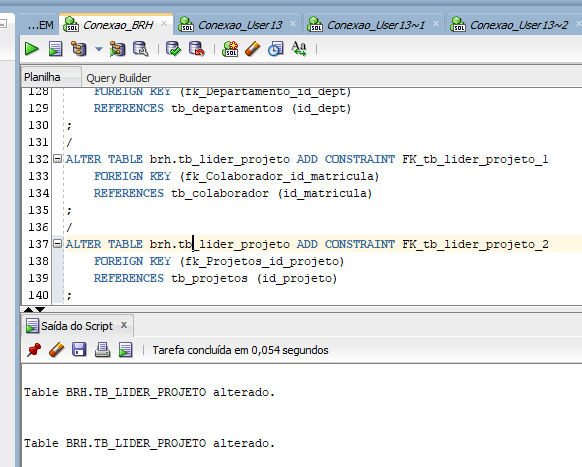 ...EM
Conexao_BRH
Conexao_User13
Conexao_User13~1
Conexao_User13~2
Planilha
Query Builder
128 FOREIGN KEY (fk_Departamento_id_dept)
129 REFERENCES tb_departamentos (id_dept)
130 ;
131 /
132 ALTER TABLE brh.tb_lider_projeto ADD CONSTRAINT FK_tb_lider_projeto_1
133 FOREIGN KEY (fk_Colaborador_id_matricula)
134 REFERENCES tb_colaborador (id_matricula)
135 ;
136 /
137 ALTER TABLE brh.tb_lider_projeto ADD CONSTRAINT FK_tb_lider_projeto_2
138 FOREIGN KEY (fk_Projetos_id_projeto)
139 REFERENCES tb_projetos (id_projeto)
140 ;
Saída do Script x
Tarefa concluída em 0,054 segundos
Table BRH.TB_LIDER_PROJETO alterado.
Table BRH.TB_LIDER_PROJETO alterado.